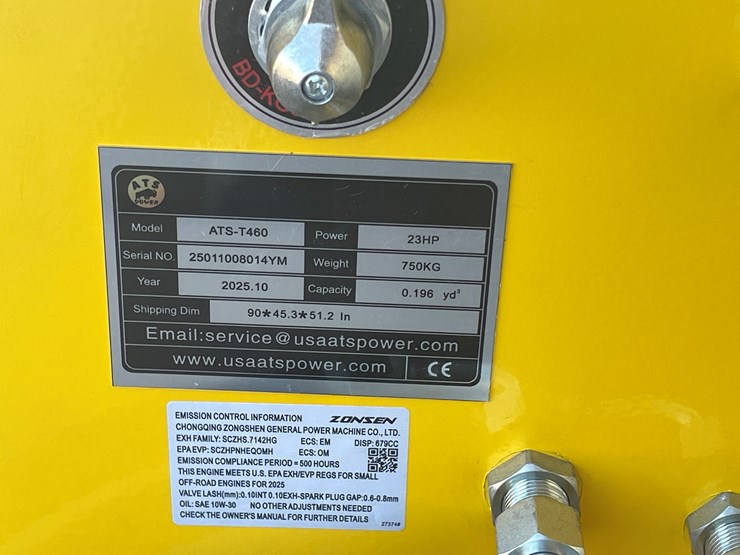 BD-K
ATS
POWER
Model ATS-T460 Power 23HP
Serial NO. 25011008014YM Weight 750KG
Year 2025.10 Capacity 0.196 yd³
Shipping Dim 90*45.3*51.2 In
Email:service@usaatspower.com
www.usaatspower.com CE
EMISSION CONTROL INFORMATION ZONSEN
CHONGQING ZONGSHEN GENERAL POWER MACHINE CO., LTD.
EXH FAMILY: SCZHS.7142HG ECS: EM DISP: 679CC
EPA EVP: SCZHPNHEQOMH ECS: OM
EMISSION COMPLIANCE PERIOD = 500 HOURS
THIS ENGINE MEETS U.S. EPA EXH/EVP REGS FOR SMALL
OFF-ROAD ENGINES FOR 2025
VALVE LASH(mm):0.10INT 0.10EXH-SPARK PLUG GAP:0.6-0.8mm
OIL: SAE 10W-30 NO OTHER ADJUSTMENTS NEEDED
CHECK THE OWNER'S MANUAL FOR FURTHER DETAILS 273748